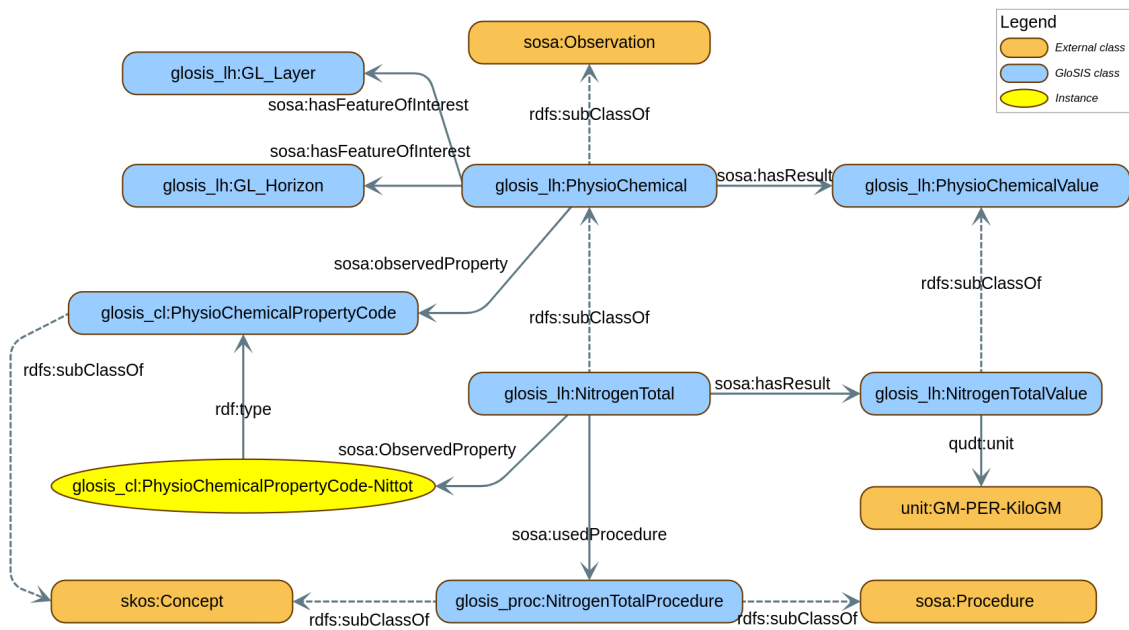 Legend
External class
GloSIS class
Instance
sosa:Observation
glosis_lh:GL_Layer
sosa:hasFeatureOfInterest
rdfs:subClassOf
sosa:hasFeatureOfInterest
glosis_lh:GL_Horizon
glosis_lh:PhysioChemical
sosa:hasResult
glosis_lh:PhysioChemicalValue
sosa:observedProperty
rdfs:subClassOf
glosis_cl:PhysioChemicalPropertyCode
rdfs:subClassOf
rdfs:subClassOf
glosis_lh:NitrogenTotal
sosa:hasResult
glosis_lh:NitrogenTotalValue
rdf:type
sosa:ObservedProperty
qudt:unit
glosis_cl:PhysioChemicalPropertyCode-Nittot
unit:GM-PER-KiloGM
sosa:usedProcedure
skos:Concept
rdfs:subClassOf
glosis_proc:NitrogenTotalProcedure
rdfs:subClassOf
sosa:Procedure